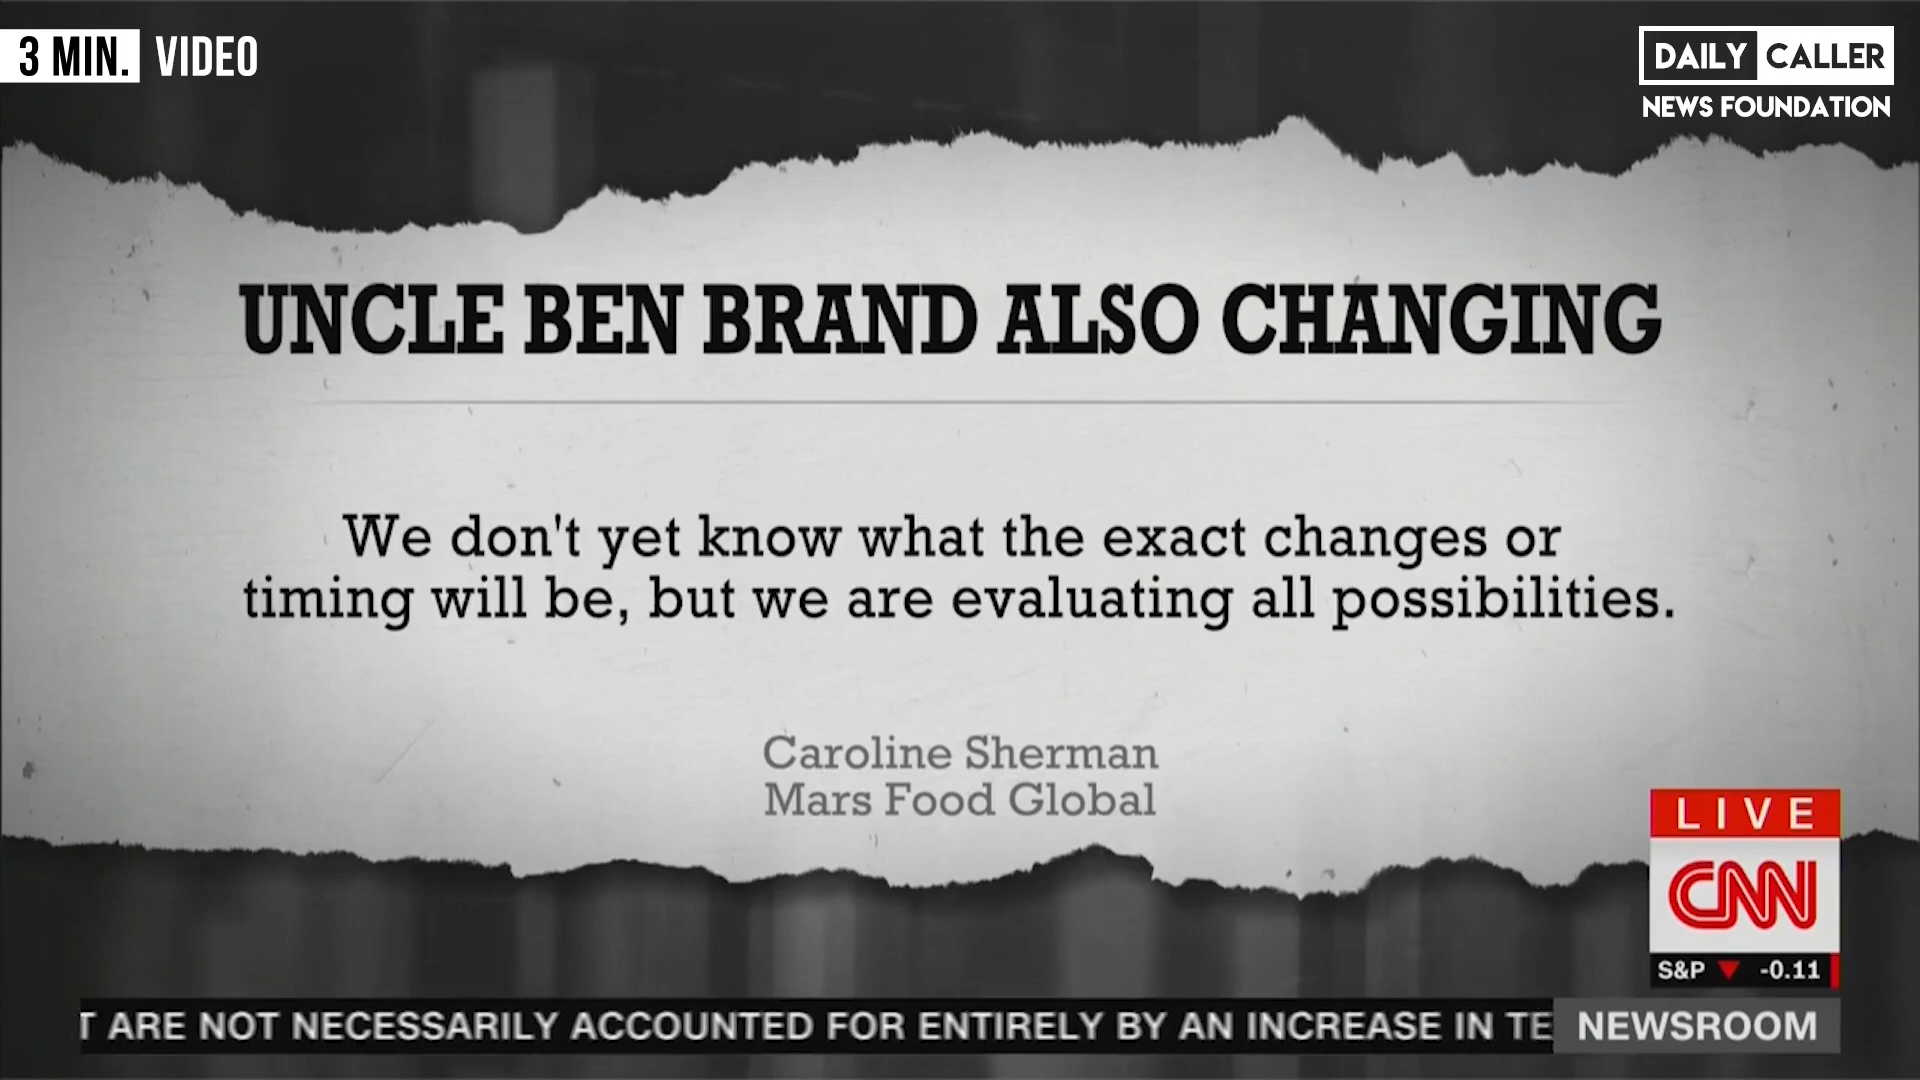 3 MIN. VIDEO
DAILY CALLER
NEWS FOUNDATION
UNCLE BEN BRAND ALSO CHANGING
We don't yet know what the exact changes or
timing will be, but we are evaluating all possibilities.
Caroline Sherman
Mars Food Global
LIVE
CNN
S&P ▼ -0.11
T ARE NOT NECESSARILY ACCOUNTED FOR ENTIRELY BY AN INCREASE IN TE
NEWSROOM